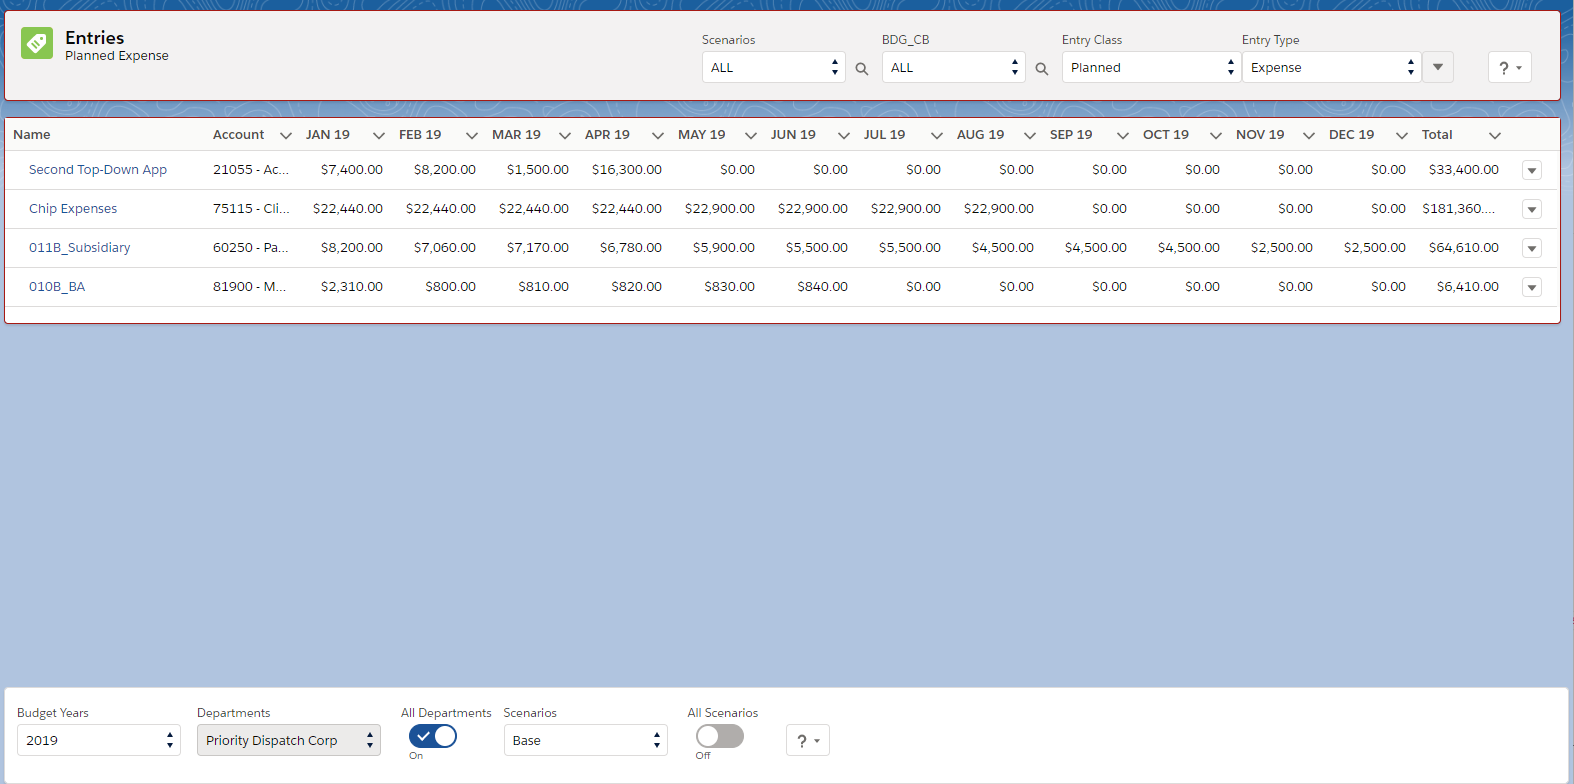 Entries
Planned Expense
Scenarios BDG_CB Entry Class Entry Type
ALL ALL Planned Expense ?
Name Account JAN 19 FEB 19 MAR 19 APR 19 MAY 19 JUN 19 JUL 19 AUG 19 SEP 19 OCT 19 NOV 19 DEC 19 Total
Second Top-Down App 21055 - Ac... $7,400.00 $8,200.00 $1,500.00 $16,300.00 $0.00 $0.00 $0.00 $0.00 $0.00 $0.00 $0.00 $0.00 $33,400.00
Chip Expenses 75115 - Cli... $22,440.00 $22,440.00 $22,440.00 $22,440.00 $22,900.00 $22,900.00 $22,900.00 $22,900.00 $0.00 $0.00 $0.00 $0.00 $181,360....
011B_Subsidiary 60250 - Pa... $8,200.00 $7,060.00 $7,170.00 $6,780.00 $5,900.00 $5,500.00 $5,500.00 $4,500.00 $4,500.00 $4,500.00 $2,500.00 $2,500.00 $64,610.00
010B_BA 81900 - M... $2,310.00 $800.00 $810.00 $820.00 $830.00 $840.00 $0.00 $0.00 $0.00 $0.00 $0.00 $0.00 $6,410.00
Budget Years Departments All Departments Scenarios All Scenarios
2019 Priority Dispatch Corp Base ?
On Off